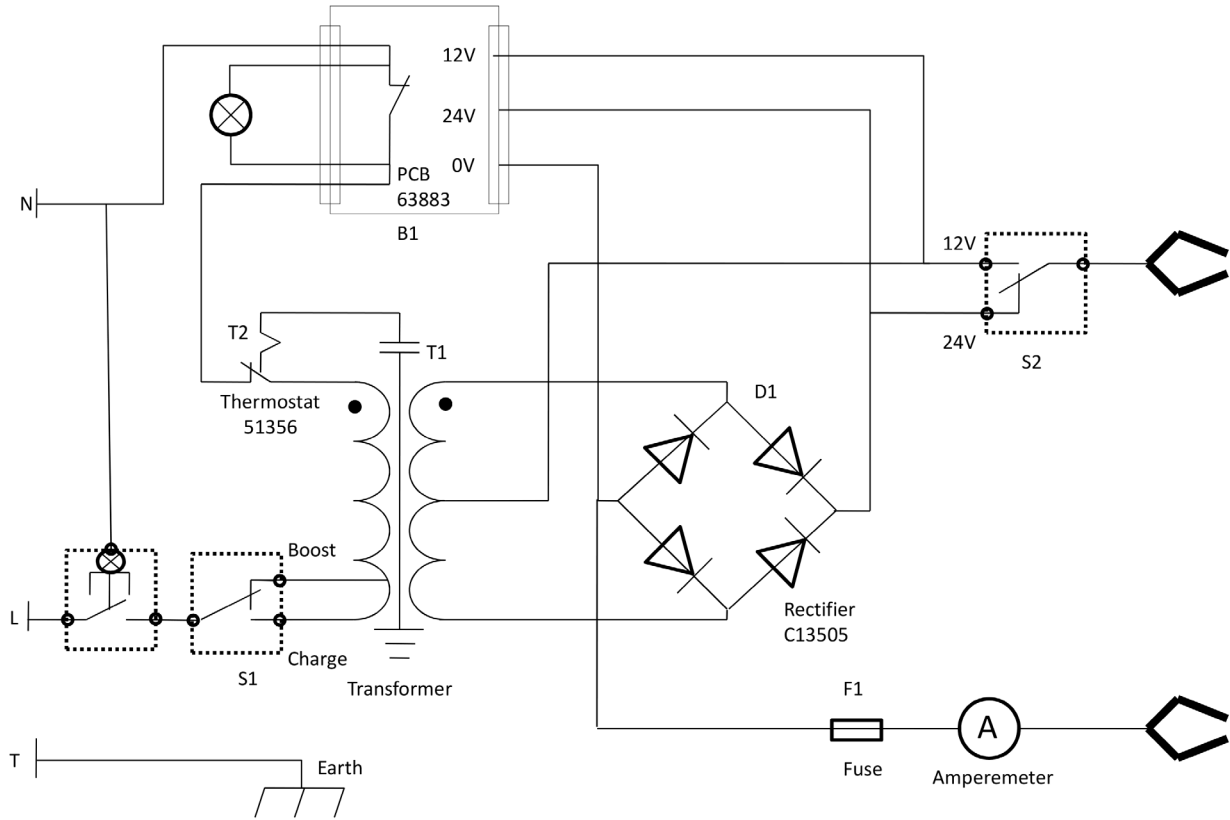 12V
24V
0V
PCB
63883
B1
N
12V
24V
S2
T2
T1
Thermostat
51356
D1
Boost
L
Charge
S1
Transformer
Rectifier
C13505
F1
A
Fuse
Amperemeter
T
Earth